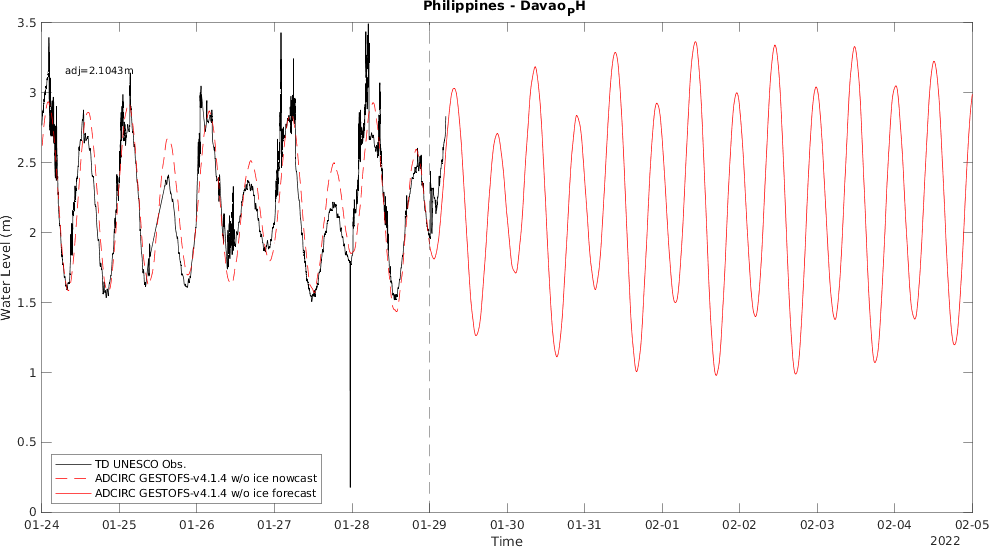 Philippines - DavaopH
3.5
3
2.5
2
1.5
1
0.5
0
Water Level (m)
adj=2.1043m
TD UNESCO Obs.
ADCIRC GESTOFS-v4.1.4 w/o ice nowcast
ADCIRC GESTOFS-v4.1.4 w/o ice forecast
01-24 01-25 01-26 01-27 01-28 01-29 01-30 01-31 02-01 02-02 02-03 02-04 02-05
Time
2022